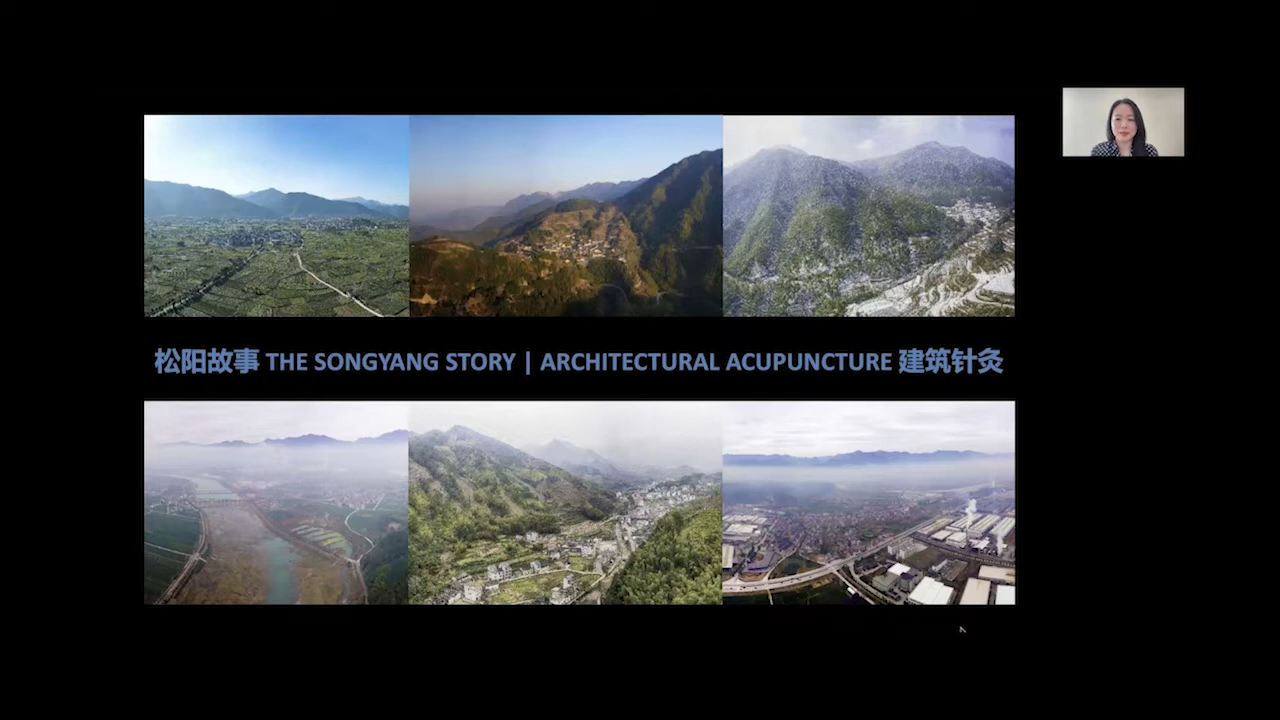 松阳故事 THE SONGYANG STORY | ARCHITECTURAL ACUPUNCTURE 建筑针灸